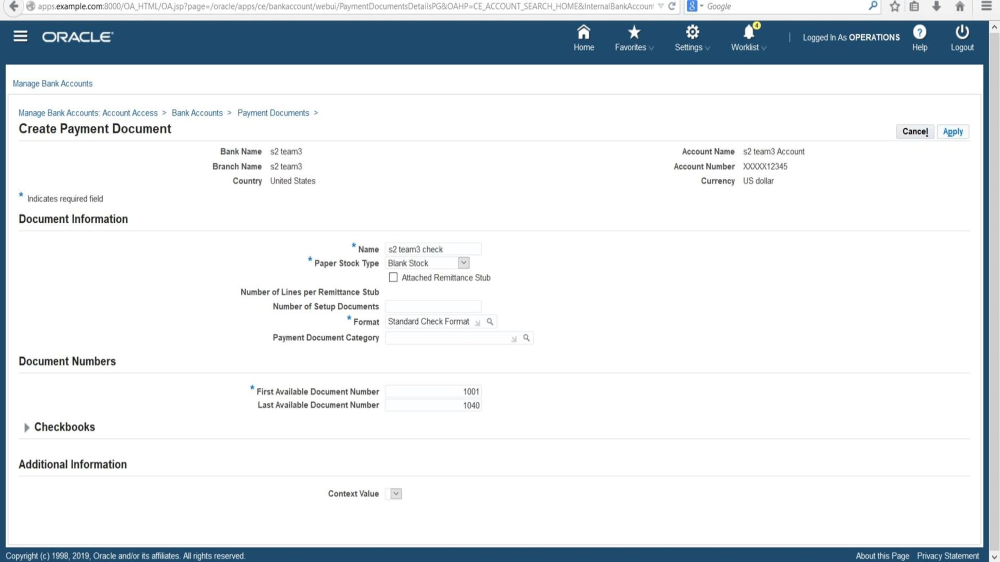 apps.example.com:8000/OA_HTML/OA.jsp?page=/oracle/apps/ce/bankaccount/webui/PaymentDocumentsDetailsPG&OAHP=CE_ACCOUNT_SEARCH_HOME&InternalBankAccoun
8 Google
ORACLE
4
Home
Favorites
Settings
Worklist
Logged In As OPERATIONS
?
Help
Logout
Manage Bank Accounts
Manage Bank Accounts: Account Access > Bank Accounts > Payment Documents >
Create Payment Document
Cancel Apply
Bank Name s2 team3
Account Name s2 team3 Account
Branch Name s2 team3
Account Number XXXXX12345
Country United States
Currency US dollar
* Indicates required field
Document Information
* Name s2 team3 check
* Paper Stock Type Blank Stock
Attached Remittance Stub
Number of Lines per Remittance Stub
Number of Setup Documents
* Format Standard Check Format
Payment Document Category
Document Numbers
* First Available Document Number 1001
Last Available Document Number 1040
Checkbooks
Additional Information
Context Value
Copyright (c) 1998, 2019, Oracle and/or its affiliates. All rights reserved.
About this Page Privacy Statement